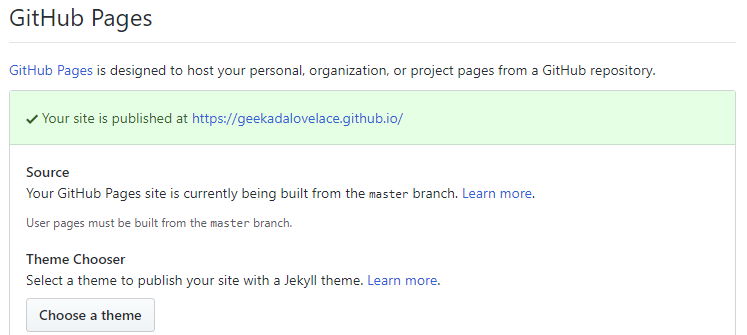 GitHub Pages
GitHub Pages is designed to host your personal, organization, or project pages from a GitHub repository.
✔ Your site is published at https://geekadalovelace.github.io/
Source
Your GitHub Pages site is currently being built from the master branch. Learn more.
User pages must be built from the master branch.
Theme Chooser
Select a theme to publish your site with a Jekyll theme. Learn more.
Choose a theme